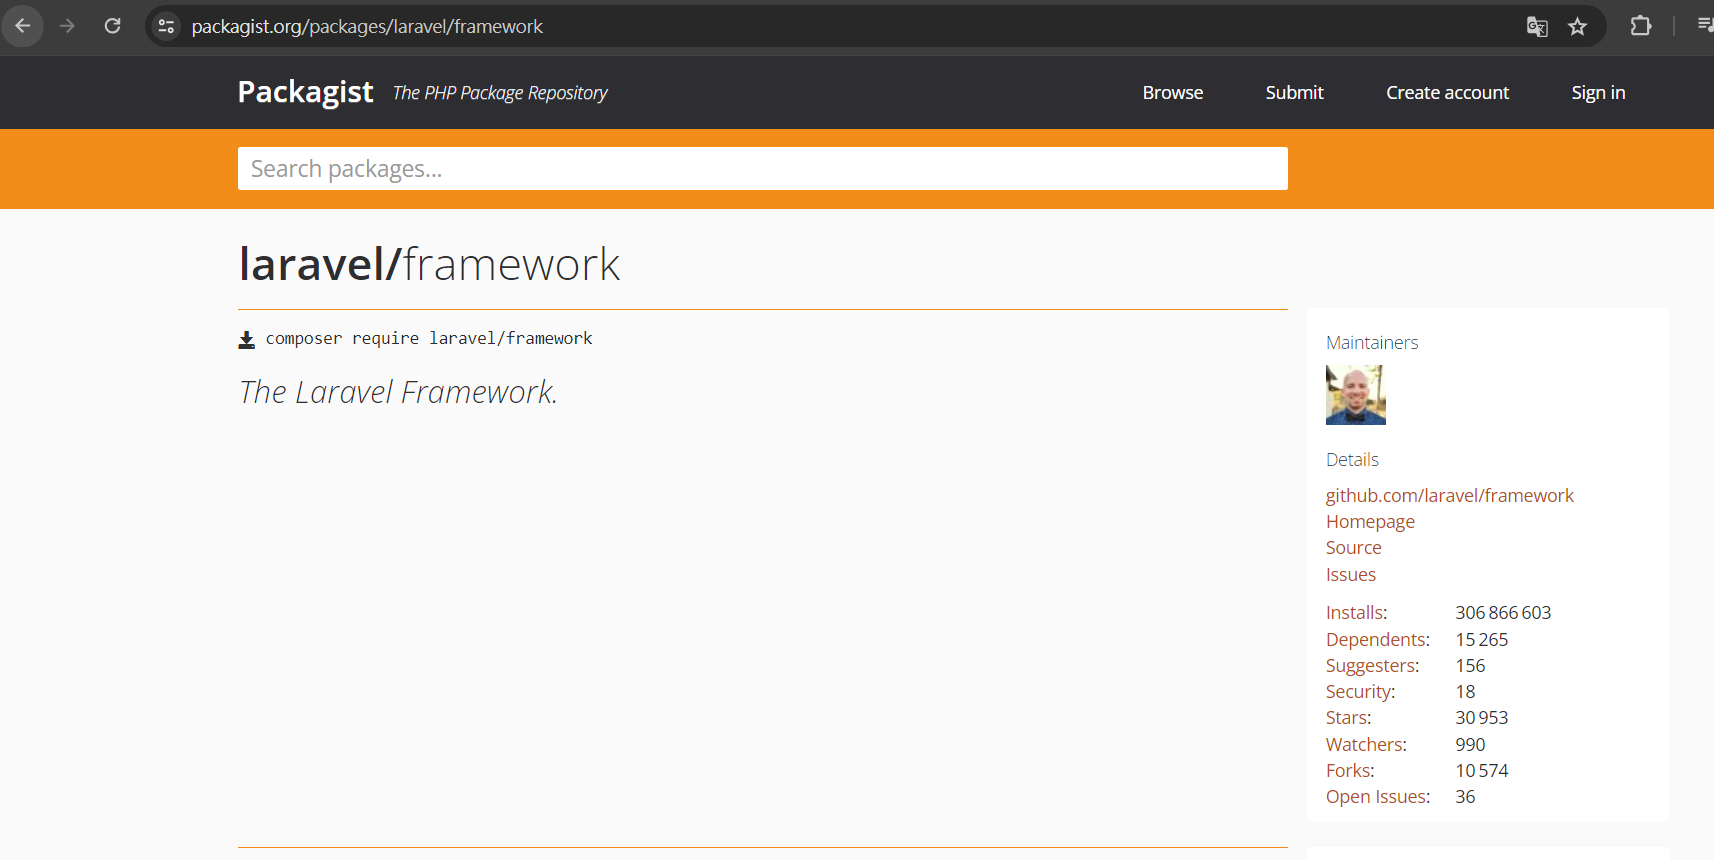 packagist.org/packages/laravel/framework
Packagist The PHP Package Repository Browse Submit Create account Sign in
Search packages...
laravel/framework
composer require laravel/framework
The Laravel Framework.
Maintainers
Details
github.com/laravel/framework
Homepage
Source
Issues
Installs: 306 866 603
Dependents: 15 265
Suggesters: 156
Security: 18
Stars: 30 953
Watchers: 990
Forks: 10 574
Open Issues: 36